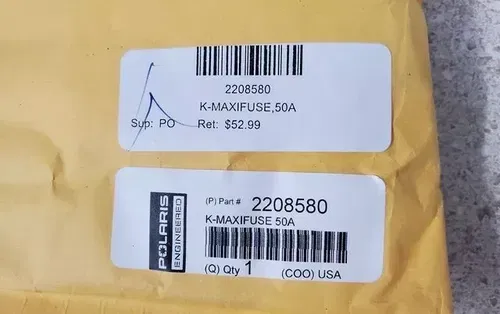 2208580
K-MAXIFUSE,50A
Sup: PO Ret: $52.99
POLARIS
ENGINEERED
(P) Part # 2208580
K-MAXIFUSE 50A
(Q) Qty 1 (COO) USA